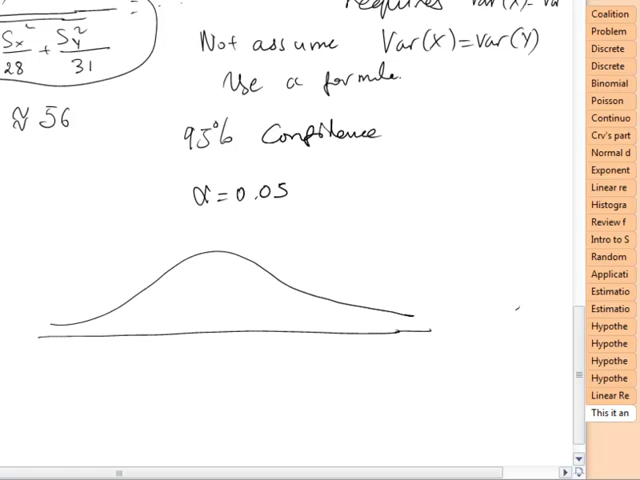 Requires Var(X)=Va
Sx² / 28 + Sy² / 31
Not assume Var(X)=Var(Y)
Use a formula.
≈ 56
95% Confidence
α = 0.05
Coalition
Problem
Discrete
Discrete
Binomial
Poisson
Continuo
Crv's part
Normal d
Exponent
Linear re
Histogra
Review f
Intro to S
Random
Applicati
Estimatio
Estimatio
Hypothe
Hypothe
Hypothe
Hypothe
Linear Re
This it an